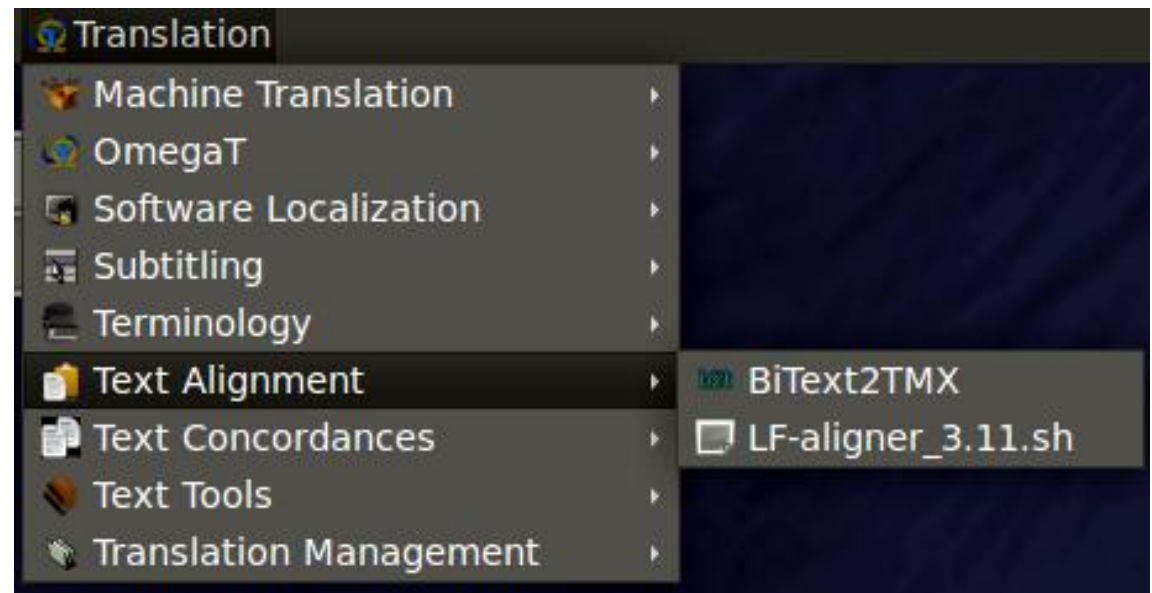 Translation
Machine Translation
OmegaT
Software Localization
Subtitling
Terminology
Text Alignment
BiText2TMX
LF-aligner_3.11.sh
Text Concordances
Text Tools
Translation Management